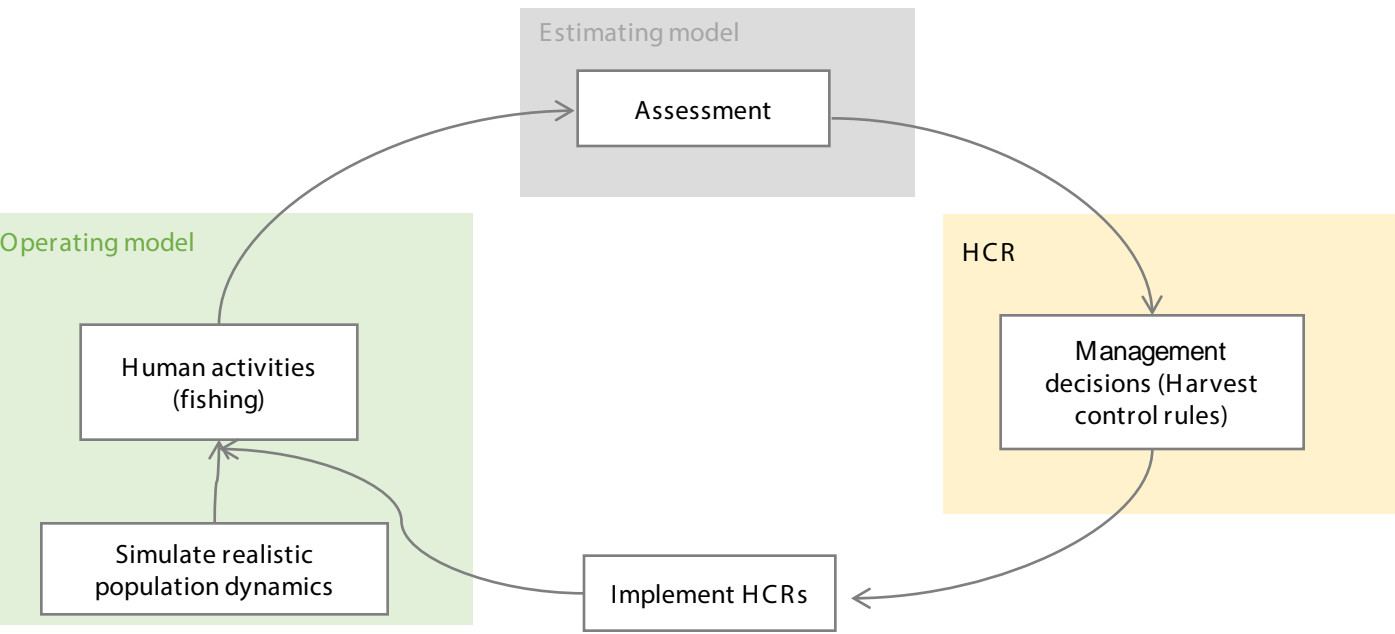 Estimating model
Assessment
Operating model
HCR
Human activities
(fishing)
Management
decisions (Harvest
control rules)
Simulate realistic
population dynamics
Implement HCRs